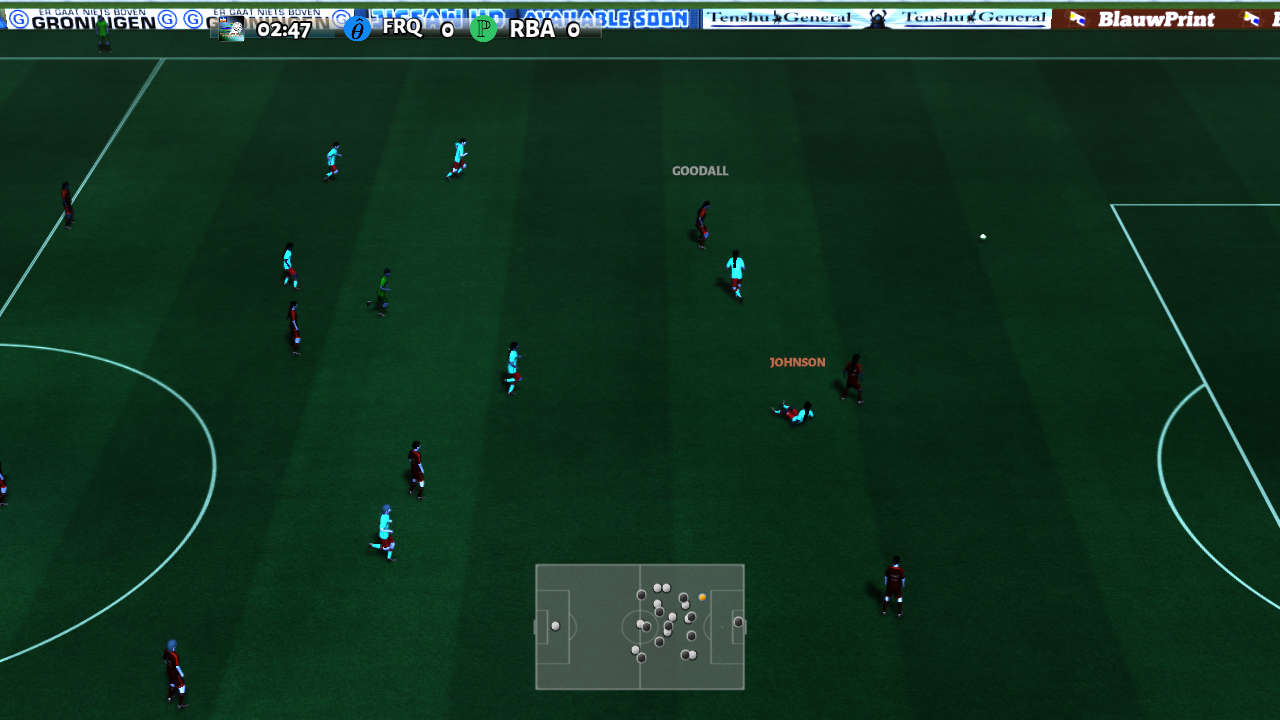 ER GAAT NIETS BOVEN
GRONINGEN
ER GAAT NIETS BOVEN
AVAILABLE SOON
Tenshu General
Tenshu General
BlauwPrint
02:47 FRQ 0 P RBA 0
GOODALL
JOHNSON